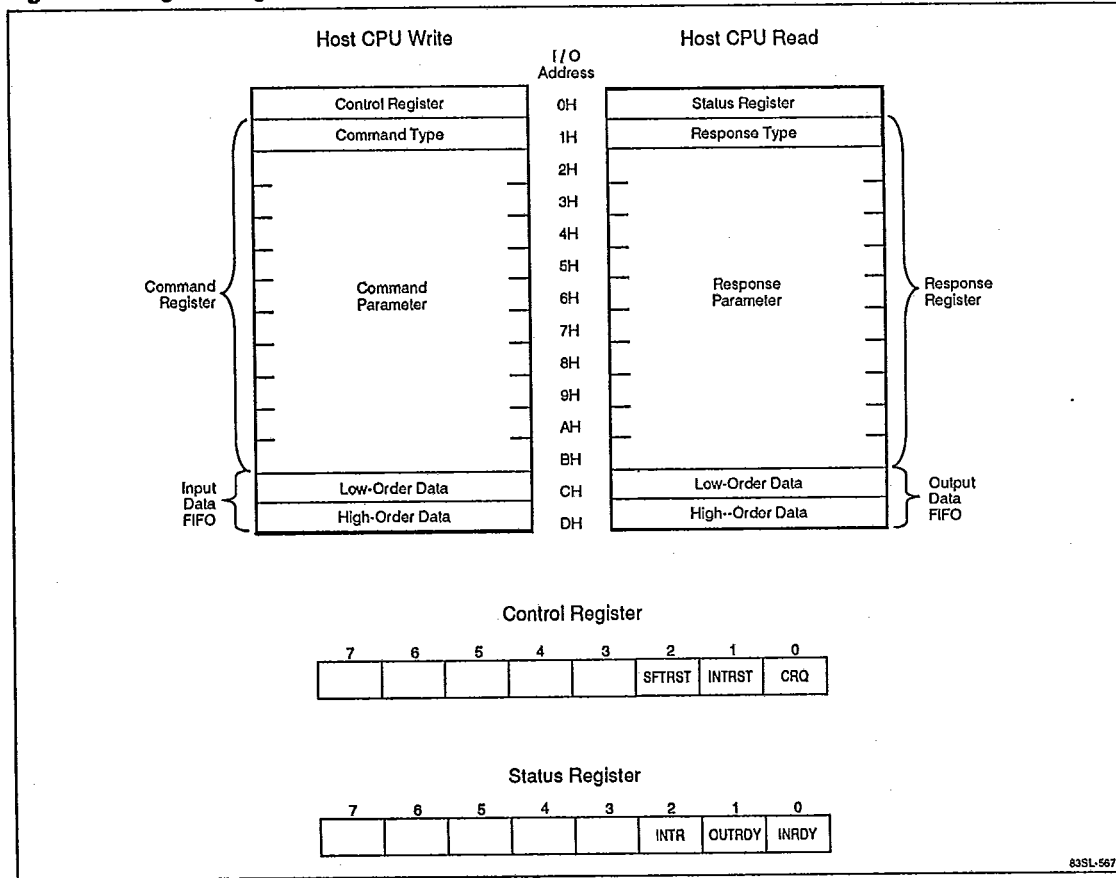 Host CPU Write
Host CPU Read
I/O
Address
Control Register
0H
Status Register
Command Type
1H
Response Type
2H
3H
4H
5H
6H
7H
8H
9H
AH
BH
Command
Register
Command
Parameter
Response
Parameter
Response
Register
Input
Data
FIFO
Low-Order Data
CH
Low-Order Data
High-Order Data
DH
High--Order Data
Output
Data
FIFO
Control Register
7 6 5 4 3 2 1 0
SFTRST INTRST CRQ
Status Register
7 6 5 4 3 2 1 0
INTR OUTRDY INRDY
83SL-567